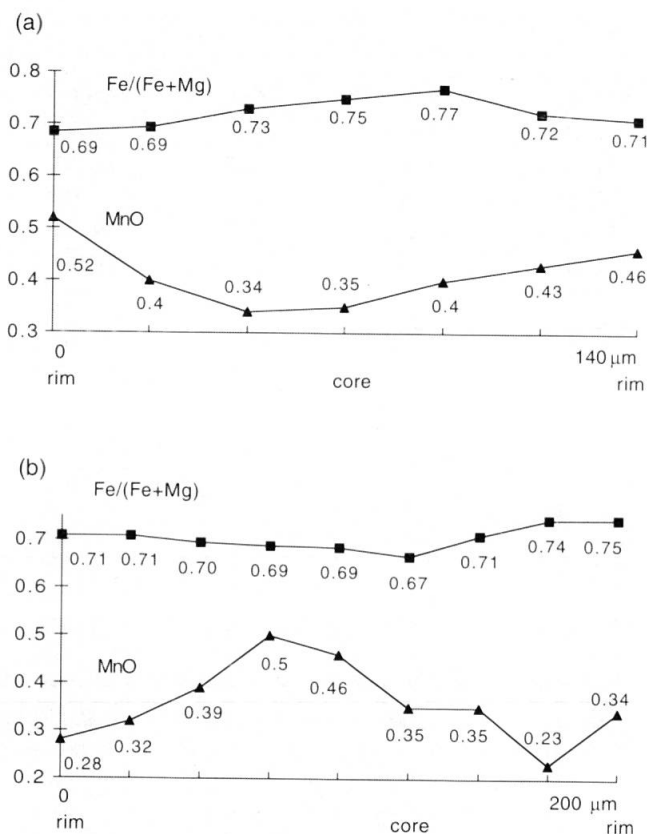 (a)
Fe/(Fe+Mg)
0.8
0.7
0.69 0.69 0.73 0.75 0.77 0.72 0.71
0.6
MnO
0.5
0.52 0.4 0.34 0.35 0.4 0.43 0.46
0.4
0.3
0 140 μm
rim core rim
(b)
Fe/(Fe+Mg)
0.7
0.71 0.71 0.70 0.69 0.69 0.67 0.71 0.74 0.75
0.6
0.5
MnO
0.4
0.28 0.32 0.39 0.5 0.46 0.35 0.35 0.23 0.34
0.3
0.2
0 200 μm
rim core rim